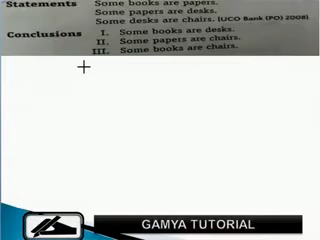 Statements Some books are papers.
Some papers are desks.
Some desks are chairs. (UCO Bank (PO) 2008)
Conclusions I. Some books are desks.
II. Some papers are chairs.
III. Some books are chairs.
GAMYA TUTORIAL